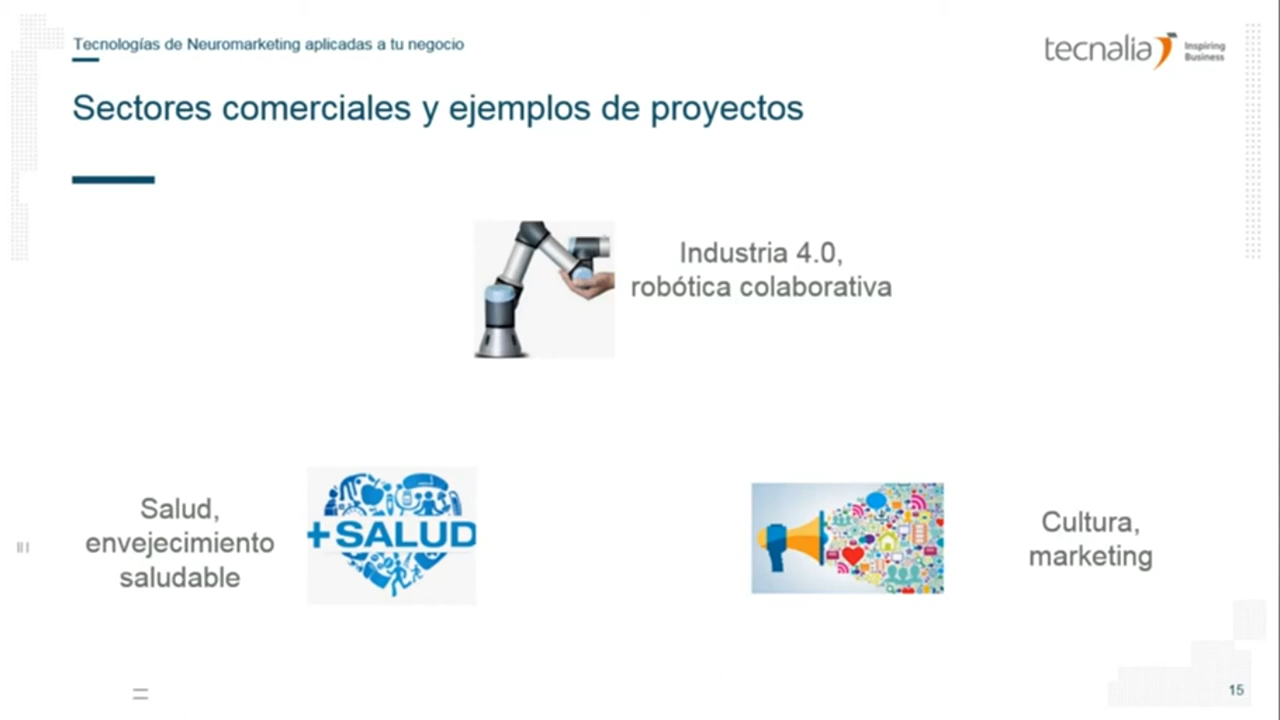 Tecnologías de Neuromarketing aplicadas a tu negocio
tecnalia
Inspiring
Business
Sectores comerciales y ejemplos de proyectos
Industria 4.0,
robótica colaborativa
Salud,
envejecimiento
saludable
+SALUD
Cultura,
marketing
15